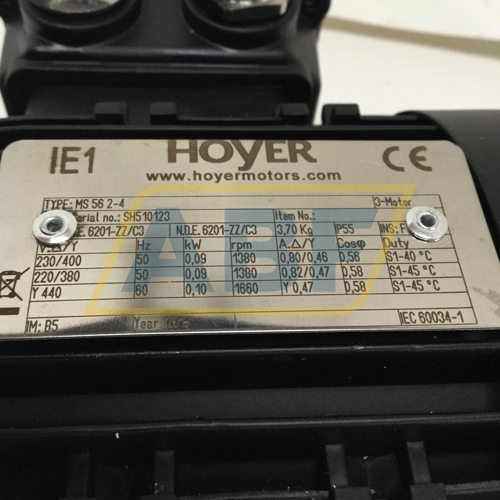 IE1 HOYER CE
www.hoyermotors.com
TYPE: MS 56 2-4 3-Motor
Serial no.: SH510123 Item No.:
D.E. 6201-ZZ/C3 N.D.E. 6201-ZZ/C3 3,70 Kg P55 INS: F
V.Δ/Y Hz kW rpm A.Δ/Y Cosφ Duty
230/400 50 0,09 1380 0,80/0,46 0,56 S1-40 °C
220/380 50 0,09 1380 0,82/0,47 0,58 S1-45 °C
Y 440 60 0,10 1660 Y 0,47 0,58 S1-45 °C
IM: B5 Year IEC 60034-1
ABF